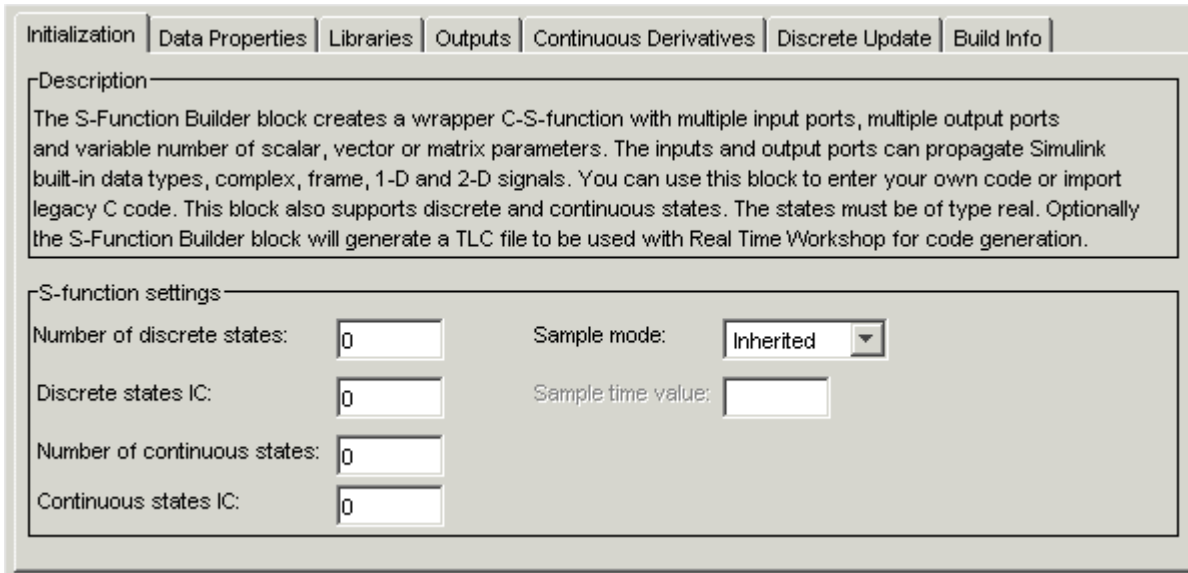 Initialization Data Properties Libraries Outputs Continuous Derivatives Discrete Update Build Info
Description
The S-Function Builder block creates a wrapper C-S-function with multiple input ports, multiple output ports
and variable number of scalar, vector or matrix parameters. The inputs and output ports can propagate Simulink
built-in data types, complex, frame, 1-D and 2-D signals. You can use this block to enter your own code or import
legacy C code. This block also supports discrete and continuous states. The states must be of type real. Optionally
the S-Function Builder block will generate a TLC file to be used with Real Time Workshop for code generation.
S-function settings
Number of discrete states: 0 Sample mode: Inherited
Discrete states IC: 0 Sample time value:
Number of continuous states: 0
Continuous states IC: 0